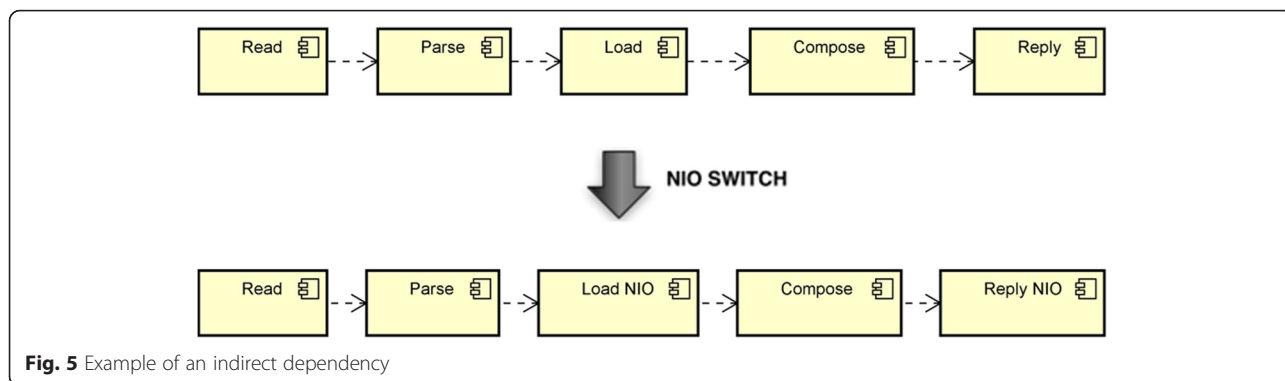 Read Parse Load Compose Reply
NIO SWITCH
Read Parse Load NIO Compose Reply NIO
Fig. 5 Example of an indirect dependency